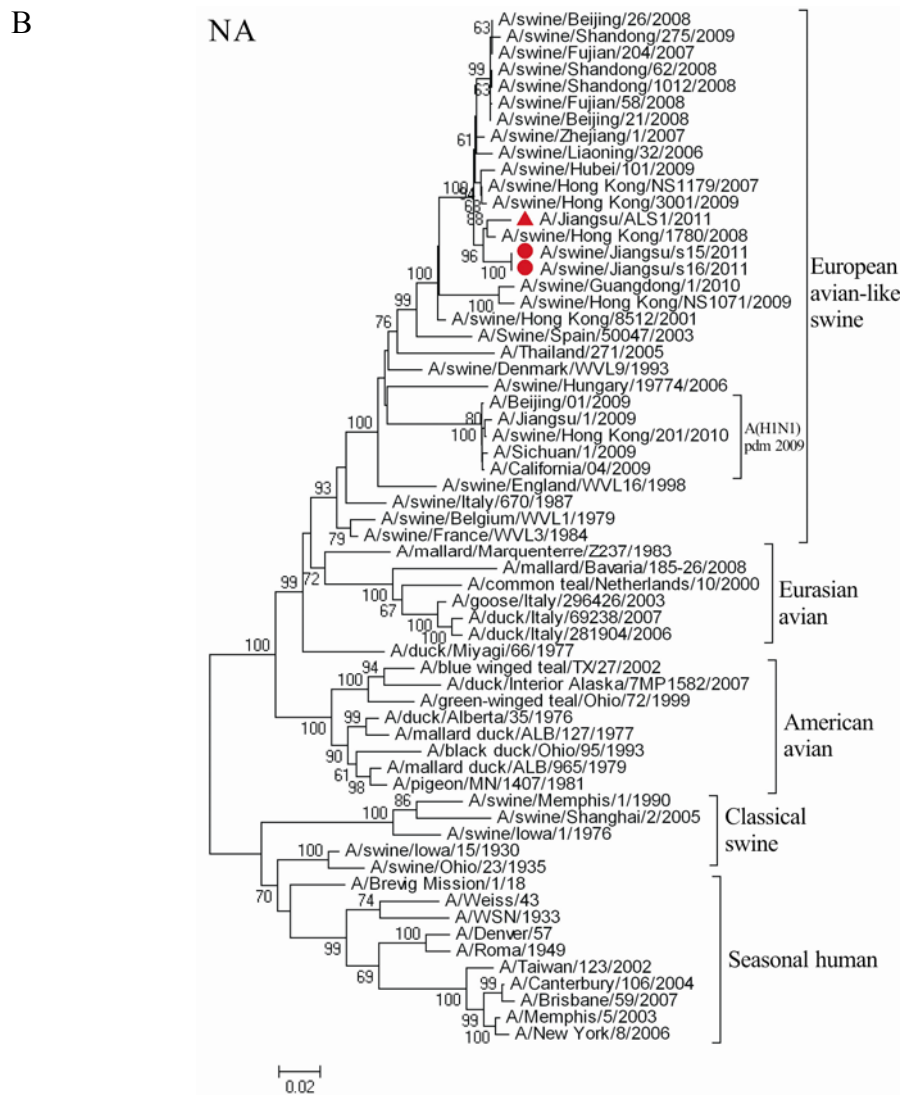 B
NA
A/swine/Beijing/26/2008
63
A/swine/Shandong/275/2009
A/swine/Fujian/204/2007
99
A/swine/Shandong/62/2008
63
A/swine/Shandong/1012/2008
A/swine/Fujian/58/2008
A/swine/Beijing/21/2008
61
A/swine/Zhejiang/1/2007
A/swine/Liaoning/32/2006
A/swine/Hubei/101/2009
100
94
A/swine/Hong Kong/NS1179/2007
68
A/swine/Hong Kong/3001/2009
88
A/Jiangsu/ALS1/2011
A/swine/Hong Kong/1780/2008
96
A/swine/Jiangsu/s15/2011
100
A/swine/Jiangsu/s16/2011
European
avian-like
swine
100
A/swine/Guangdong/1/2010
100
A/swine/Hong Kong/NS1071/2009
99
A/swine/Hong Kong/8512/2001
76
A/Swine/Spain/50047/2003
A/Thailand/271/2005
A/swine/Denmark/WVL9/1993
A/swine/Hungary/19774/2006
A/Beijing/01/2009
80
A/Jiangsu/1/2009
100
100
A/swine/Hong Kong/201/2010
A/Sichuan/1/2009
A/California/04/2009
A(H1N1)
pdm 2009
A/swine/England/WVL16/1998
93
A/swine/Italy/670/1987
A/swine/Belgium/WVL1/1979
79
A/swine/France/WVL3/1984
A/mallard/Marquenterre/Z237/1983
99
72
A/mallard/Bavaria/185-26/2008
100
A/common teal/Netherlands/10/2000
67
A/goose/Italy/296426/2003
100
A/duck/Italy/69238/2007
100
A/duck/Italy/281904/2006
Eurasian
avian
100
A/duck/Miyagi/66/1977
94
A/blue winged teal/TX/27/2002
100
A/duck/Interior Alaska/7MP1582/2007
A/green-winged teal/Ohio/72/1999
99
A/duck/Alberta/35/1976
100
A/mallard duck/ALB/127/1977
90
A/black duck/Ohio/95/1993
61
A/mallard duck/ALB/965/1979
98
A/pigeon/MN/1407/1981
American
avian
86
A/swine/Memphis/1/1990
100
A/swine/Shanghai/2/2005
A/swine/Iowa/1/1976
100
A/swine/Iowa/15/1930
A/swine/Ohio/23/1935
Classical
swine
70
A/Brevig Mission/1/18
74
A/Weiss/43
A/WSN/1933
99
100
A/Denver/57
A/Roma/1949
69
A/Taiwan/123/2002
99
A/Canterbury/106/2004
100
A/Brisbane/59/2007
99
A/Memphis/5/2003
100
A/New York/8/2006
Seasonal human
0.02